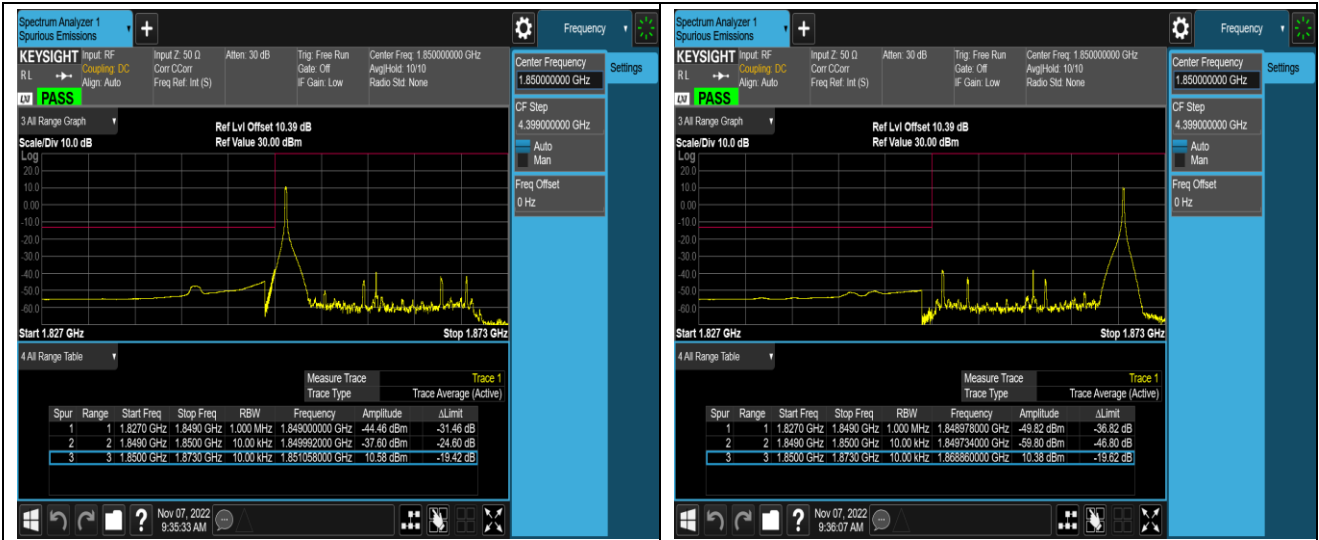 Spectrum Analyzer 1
Spurious Emissions
+
Frequency
KEYSIGHT
RL
Input: RF
Coupling: DC
Align: Auto
Input Z: 50 Ω
Corr CCorr
Freq Ref: Int (S)
Atten: 30 dB
Trig: Free Run
Gate: Off
IF Gain: Low
Center Freq: 1.850000000 GHz
Avg|Hold: 10/10
Radio Std: None
PASS
Center Frequency
1.850000000 GHz
Settings
CF Step
4.399000000 GHz
Auto
Man
Freq Offset
0 Hz
3 All Range Graph
Ref Lvl Offset 10.39 dB
Scale/Div 10.0 dB
Ref Value 30.00 dBm
Log
20.0
10.0
0.00
-10.0
-20.0
-30.0
-40.0
-50.0
-60.0
Start 1.827 GHz
Stop 1.873 GHz
4 All Range Table
Measure Trace Trace 1
Trace Type Trace Average (Active)
Spur Range Start Freq Stop Freq RBW Frequency Amplitude ΔLimit
1 1 1.8270 GHz 1.8490 GHz 1.000 MHz 1.849000000 GHz -44.46 dBm -31.46 dB
2 2 1.8490 GHz 1.8500 GHz 10.00 kHz 1.849992000 GHz -37.60 dBm -24.60 dB
3 3 1.8500 GHz 1.8730 GHz 10.00 kHz 1.851058000 GHz 10.58 dBm -19.42 dB
?
Nov 07, 2022
9:35:33 AM
Spectrum Analyzer 1
Spurious Emissions
+
Frequency
KEYSIGHT
RL
Input: RF
Coupling: DC
Align: Auto
Input Z: 50 Ω
Corr CCorr
Freq Ref: Int (S)
Atten: 30 dB
Trig: Free Run
Gate: Off
IF Gain: Low
Center Freq: 1.850000000 GHz
Avg|Hold: 10/10
Radio Std: None
PASS
Center Frequency
1.850000000 GHz
Settings
CF Step
4.399000000 GHz
Auto
Man
Freq Offset
0 Hz
3 All Range Graph
Ref Lvl Offset 10.39 dB
Scale/Div 10.0 dB
Ref Value 30.00 dBm
Log
20.0
10.0
0.00
-10.0
-20.0
-30.0
-40.0
-50.0
-60.0
Start 1.827 GHz
Stop 1.873 GHz
4 All Range Table
Measure Trace Trace 1
Trace Type Trace Average (Active)
Spur Range Start Freq Stop Freq RBW Frequency Amplitude ΔLimit
1 1 1.8270 GHz 1.8490 GHz 1.000 MHz 1.848978000 GHz -49.82 dBm -36.82 dB
2 2 1.8490 GHz 1.8500 GHz 10.00 kHz 1.849734000 GHz -59.80 dBm -46.80 dB
3 3 1.8500 GHz 1.8730 GHz 10.00 kHz 1.868860000 GHz 10.38 dBm -19.62 dB
?
Nov 07, 2022
9:36:07 AM